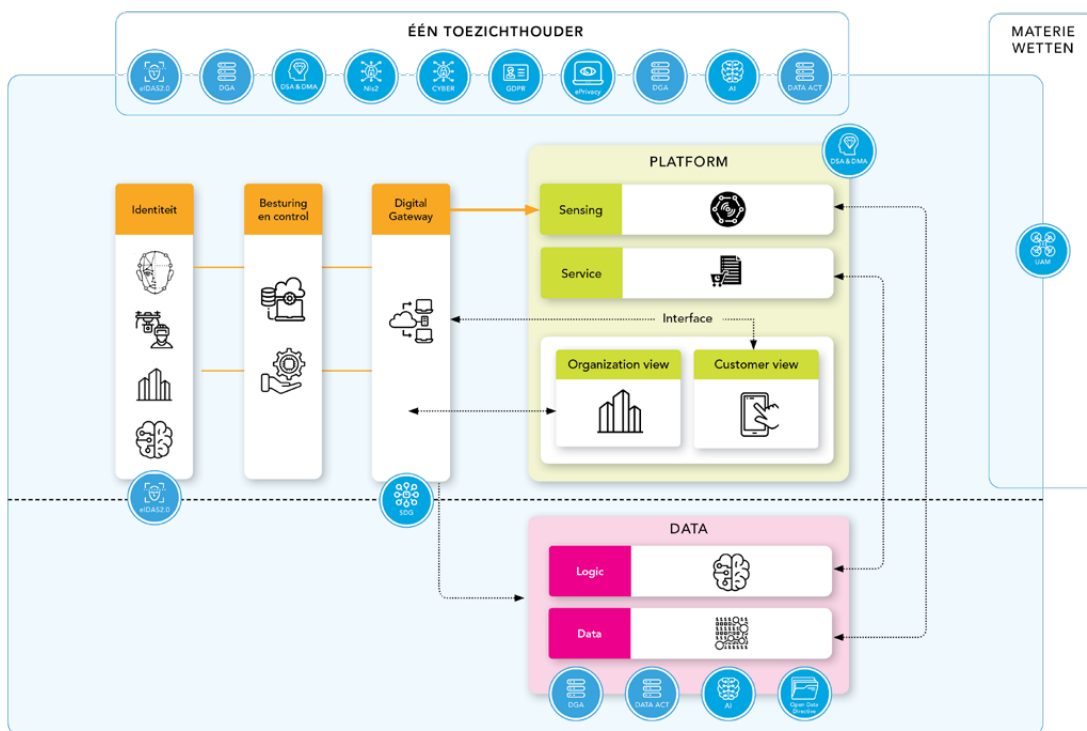 ÉÉN TOEZICHTHOUDER
eIDAS2.0
DGA
DSA & DMA
Nis2
CYBER
GDPR
ePrivacy
DGA
AI
DATA ACT
MATERIE
WETTEN
PLATFORM
DSA & DMA
Identiteit
Besturing
en control
Digital
Gateway
Sensing
Service
UAM
Interface
Organization view
Customer view
eIDAS2.0
SDG
DATA
Logic
Data
DGA
DATA ACT
AI
Open Data
Directive